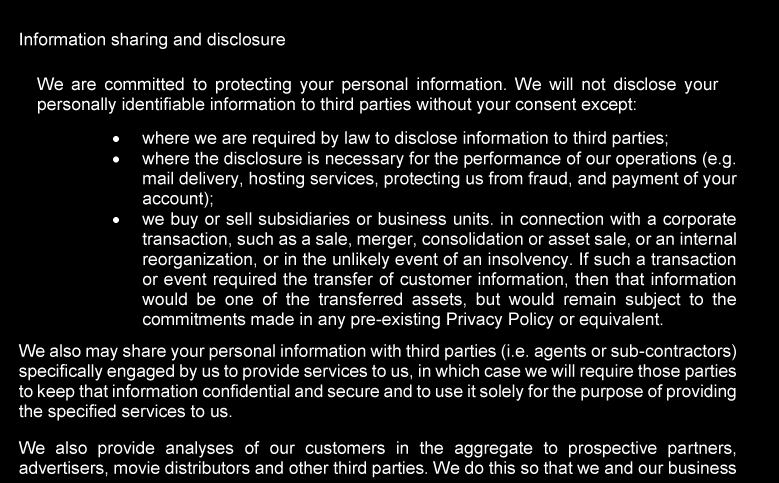 Information sharing and disclosure
We are committed to protecting your personal information. We will not disclose your
personally identifiable information to third parties without your consent except:
• where we are required by law to disclose information to third parties;
• where the disclosure is necessary for the performance of our operations (e.g.
mail delivery, hosting services, protecting us from fraud, and payment of your
account);
• we buy or sell subsidiaries or business units. in connection with a corporate
transaction, such as a sale, merger, consolidation or asset sale, or an internal
reorganization, or in the unlikely event of an insolvency. If such a transaction
or event required the transfer of customer information, then that information
would be one of the transferred assets, but would remain subject to the
commitments made in any pre-existing Privacy Policy or equivalent.
We also may share your personal information with third parties (i.e. agents or sub-contractors)
specifically engaged by us to provide services to us, in which case we will require those parties
to keep that information confidential and secure and to use it solely for the purpose of providing
the specified services to us.
We also provide analyses of our customers in the aggregate to prospective partners,
advertisers, movie distributors and other third parties. We do this so that we and our business